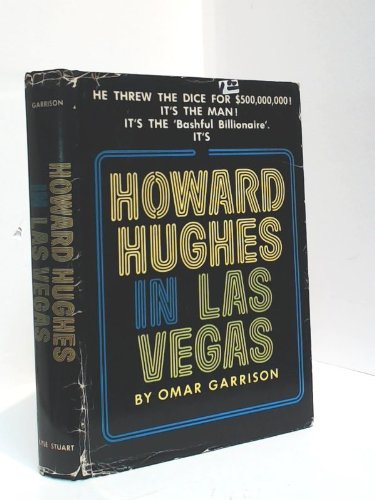 HE THREW THE DICE FOR $500,000,000!
IT'S THE MAN!
IT'S THE 'Bashful Billionaire'.
IT'S
HOWARD
HUGHES
IN LAS
VEGAS
BY OMAR GARRISON
GARRISON
HOWARD HUGHES
IN LAS VEGAS
LYLE STUART